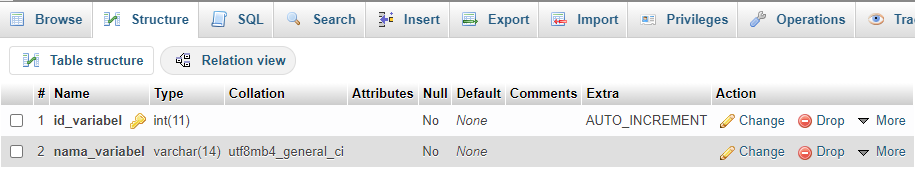 Browse Structure SQL Search Insert Export Import Privileges Operations
Table structure Relation view
# Name Type Collation Attributes Null Default Comments Extra Action
1 id_variabel int(11) No None AUTO_INCREMENT Change Drop More
2 nama_variabel varchar(14) utf8mb4_general_ci No None Change Drop More